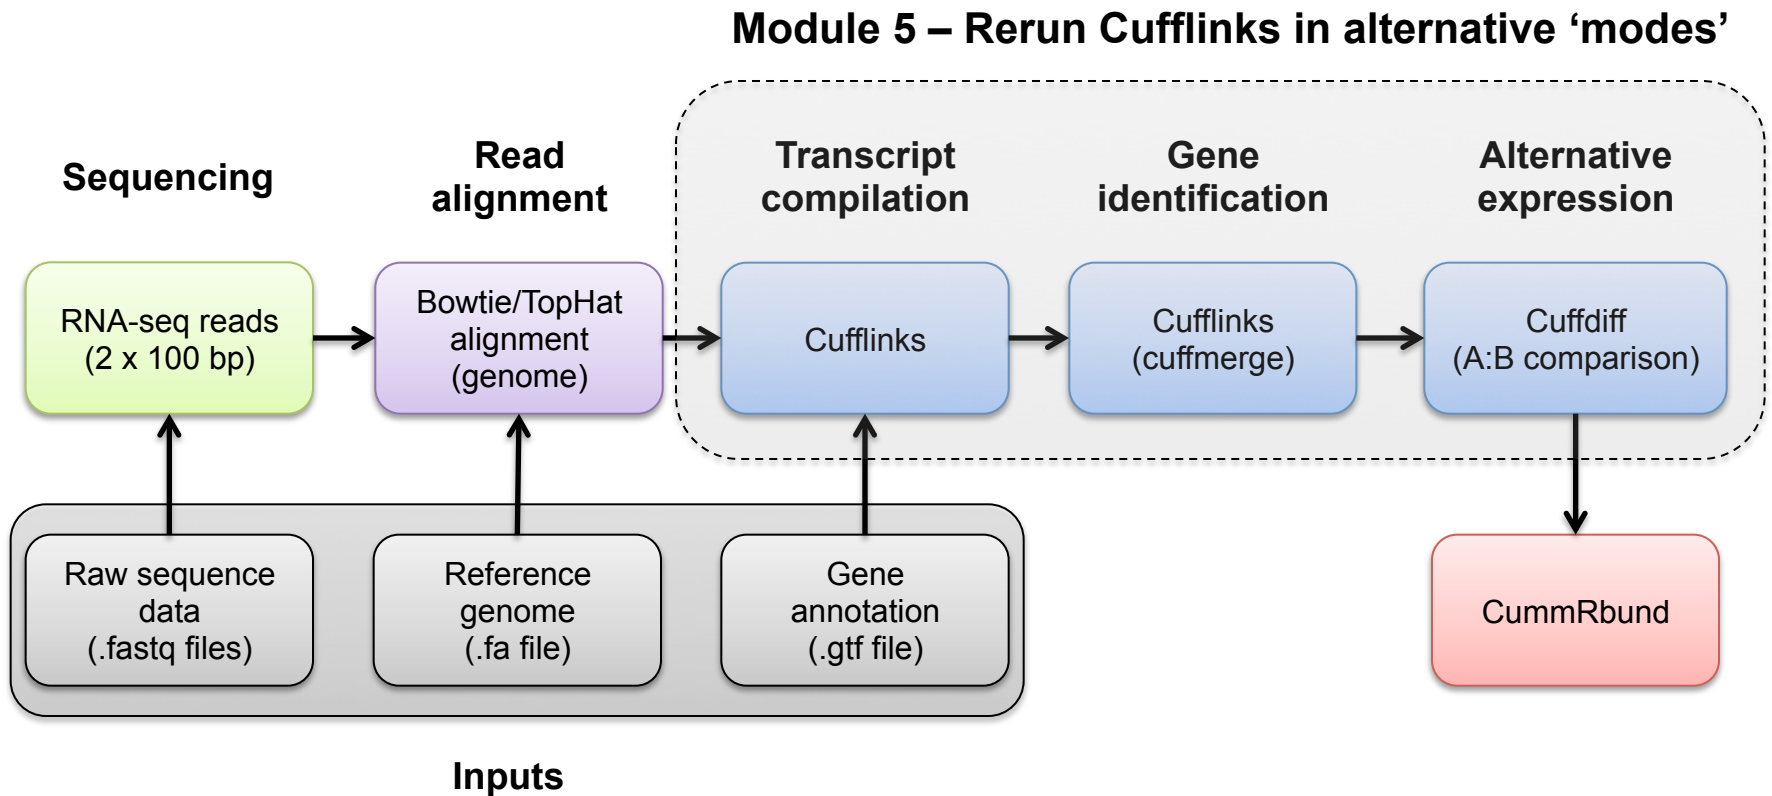 Module 5 – Rerun Cufflinks in alternative ‘modes’
Sequencing
Read
alignment
Transcript
compilation
Gene
identification
Alternative
expression
RNA-seq reads
(2 x 100 bp)
Bowtie/TopHat
alignment
(genome)
Cufflinks
Cufflinks
(cuffmerge)
Cuffdiff
(A:B comparison)
Raw sequence
data
(.fastq files)
Reference
genome
(.fa file)
Gene
annotation
(.gtf file)
CummRbund
Inputs